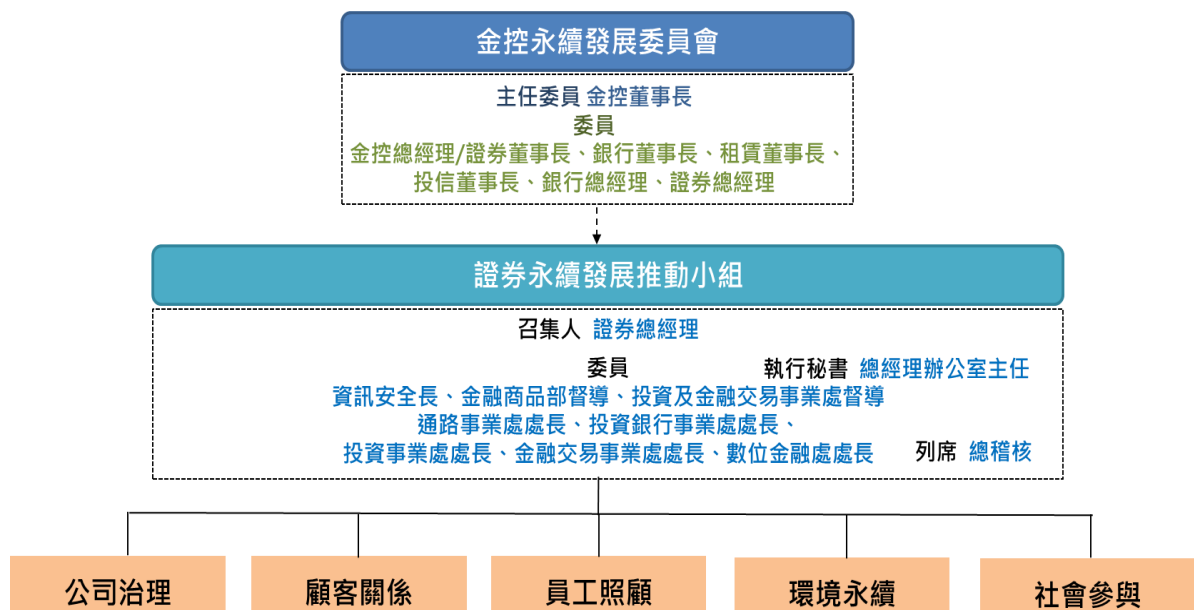 金控永續發展委員會
主任委員 金控董事長
委員
金控總經理/證券董事長、銀行董事長、租賃董事長、
投信董事長、銀行總經理、證券總經理
證券永續發展推動小組
召集人 證券總經理
委員
執行秘書 總經理辦公室主任
資訊安全長、金融商品部督導、投資及金融交易事業處督導
通路事業處處長、投資銀行事業處處長、
投資事業處處長、金融交易事業處處長、數位金融處處長
列席 總稽核
公司治理
顧客關係
員工照顧
環境永續
社會參與